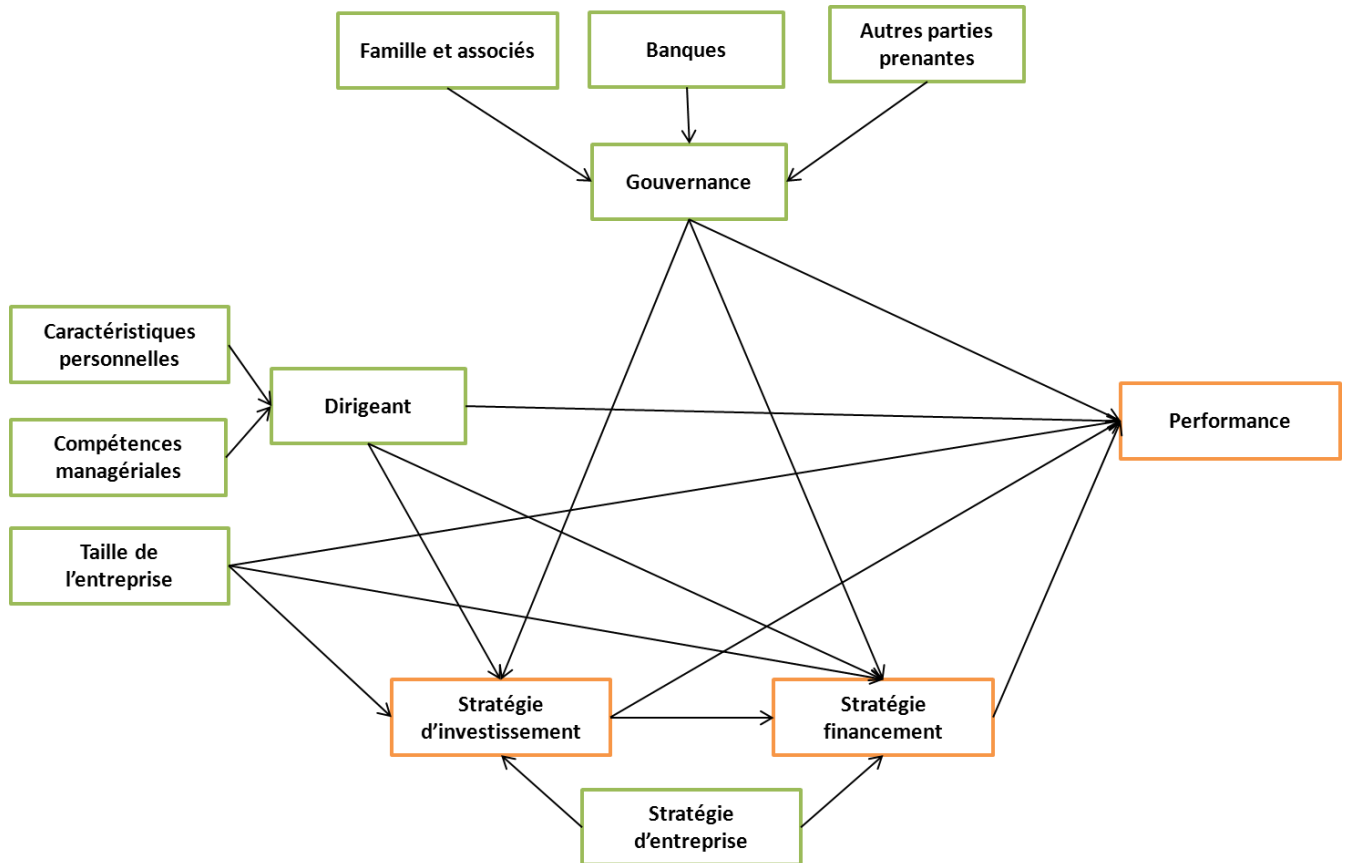 Famille et associés
Banques
Autres parties
prenantes
Gouvernance
Caractéristiques
personnelles
Dirigeant
Compétences
managériales
Performance
Taille de
l’entreprise
Stratégie
d’investissement
Stratégie
financement
Stratégie
d’entreprise